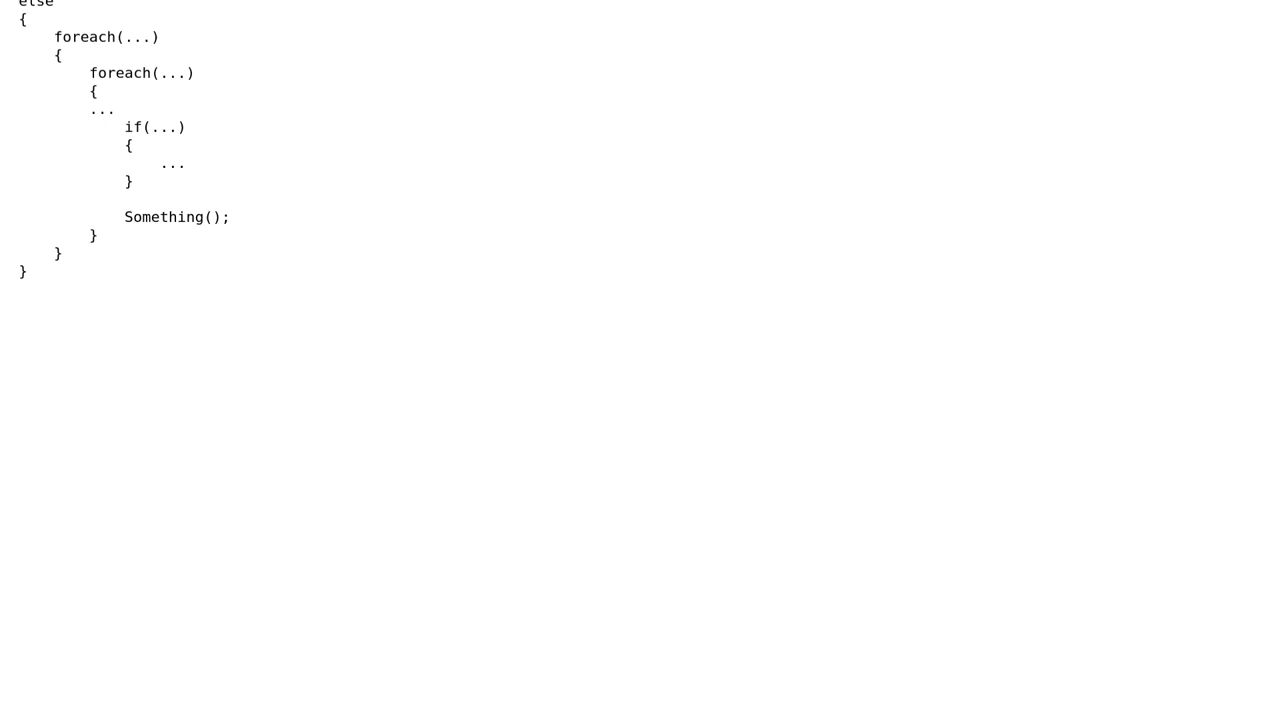 else
{
    foreach(...)
    {
        foreach(...)
        {
        ...
            if(...)
            {
                ...
            }

            Something();
        }
    }
}